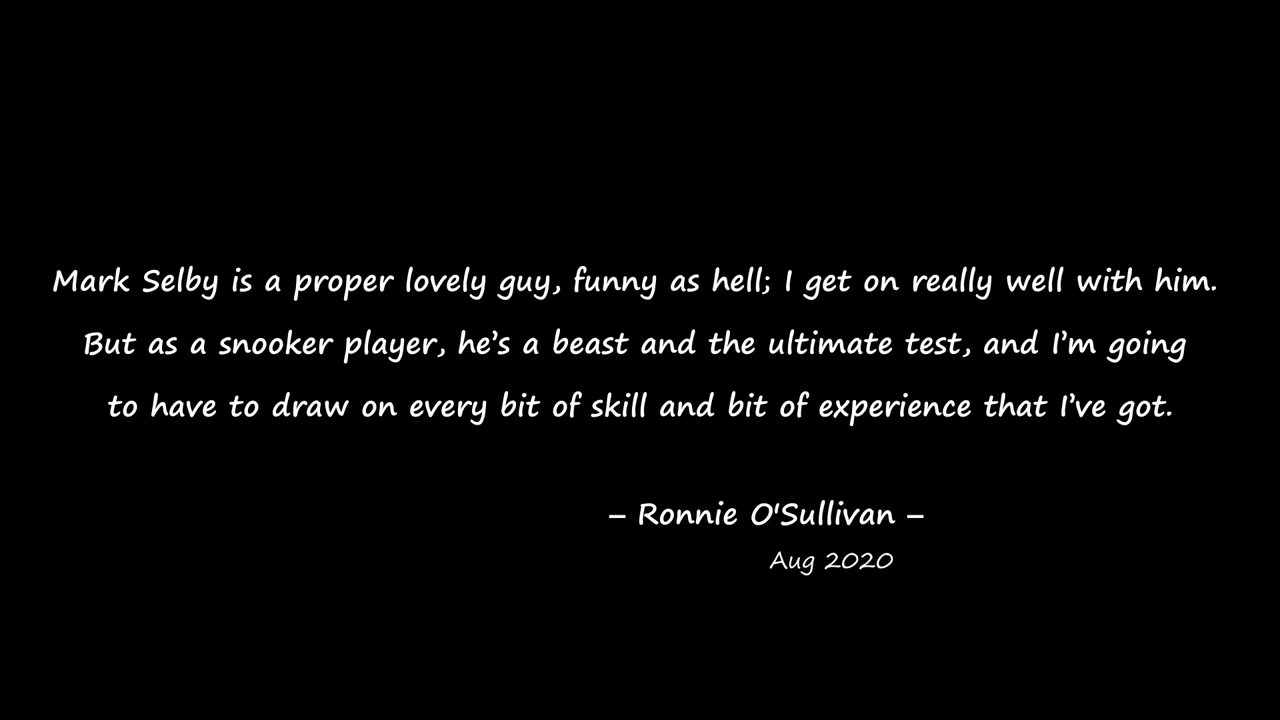 Mark Selby is a proper lovely guy, funny as hell; I get on really well with him.
But as a snooker player, he’s a beast and the ultimate test, and I’m going
to have to draw on every bit of skill and bit of experience that I’ve got.
– Ronnie O'Sullivan –
Aug 2020